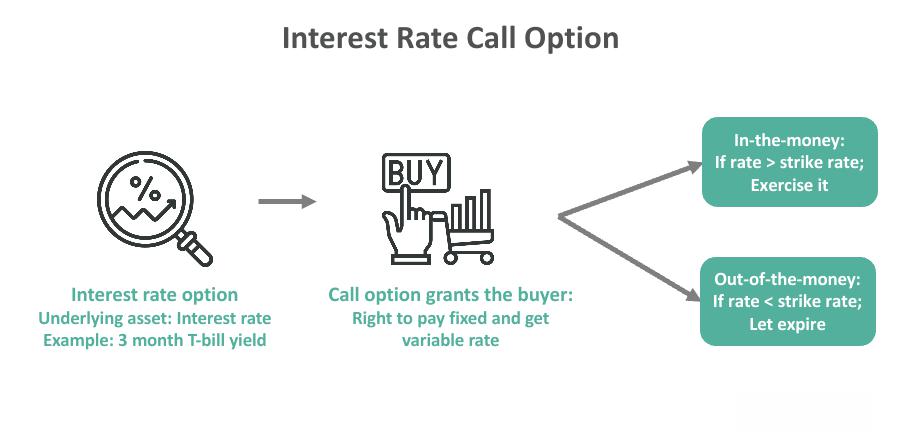 Interest Rate Call Option
%
BUY
Interest rate option
Underlying asset: Interest rate
Example: 3 month T-bill yield
Call option grants the buyer:
Right to pay fixed and get
variable rate
In-the-money:
If rate > strike rate;
Exercise it
Out-of-the-money:
If rate < strike rate;
Let expire